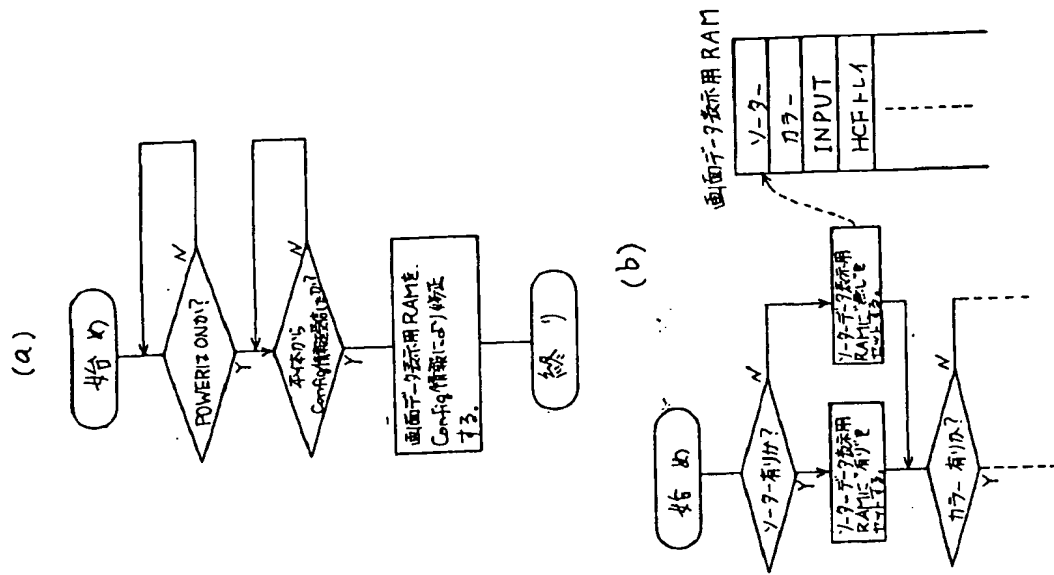 (a)
始め
POWERはONか?
N
Y
本体から
Config情報受信したか?
N
Y
画面データ表示用RAMを
Config情報により修正
する。
終り
(b)
始め
ソーター有りか?
N
Y
ソーターデータ表示用
RAMに"有り"を
セットする。
ソーターデータ表示用
RAMに"無し"を
セットする。
カラー有りか?
N
Y
画面データ表示用RAM
ソーター
カラー
INPUT
HCFトレイ